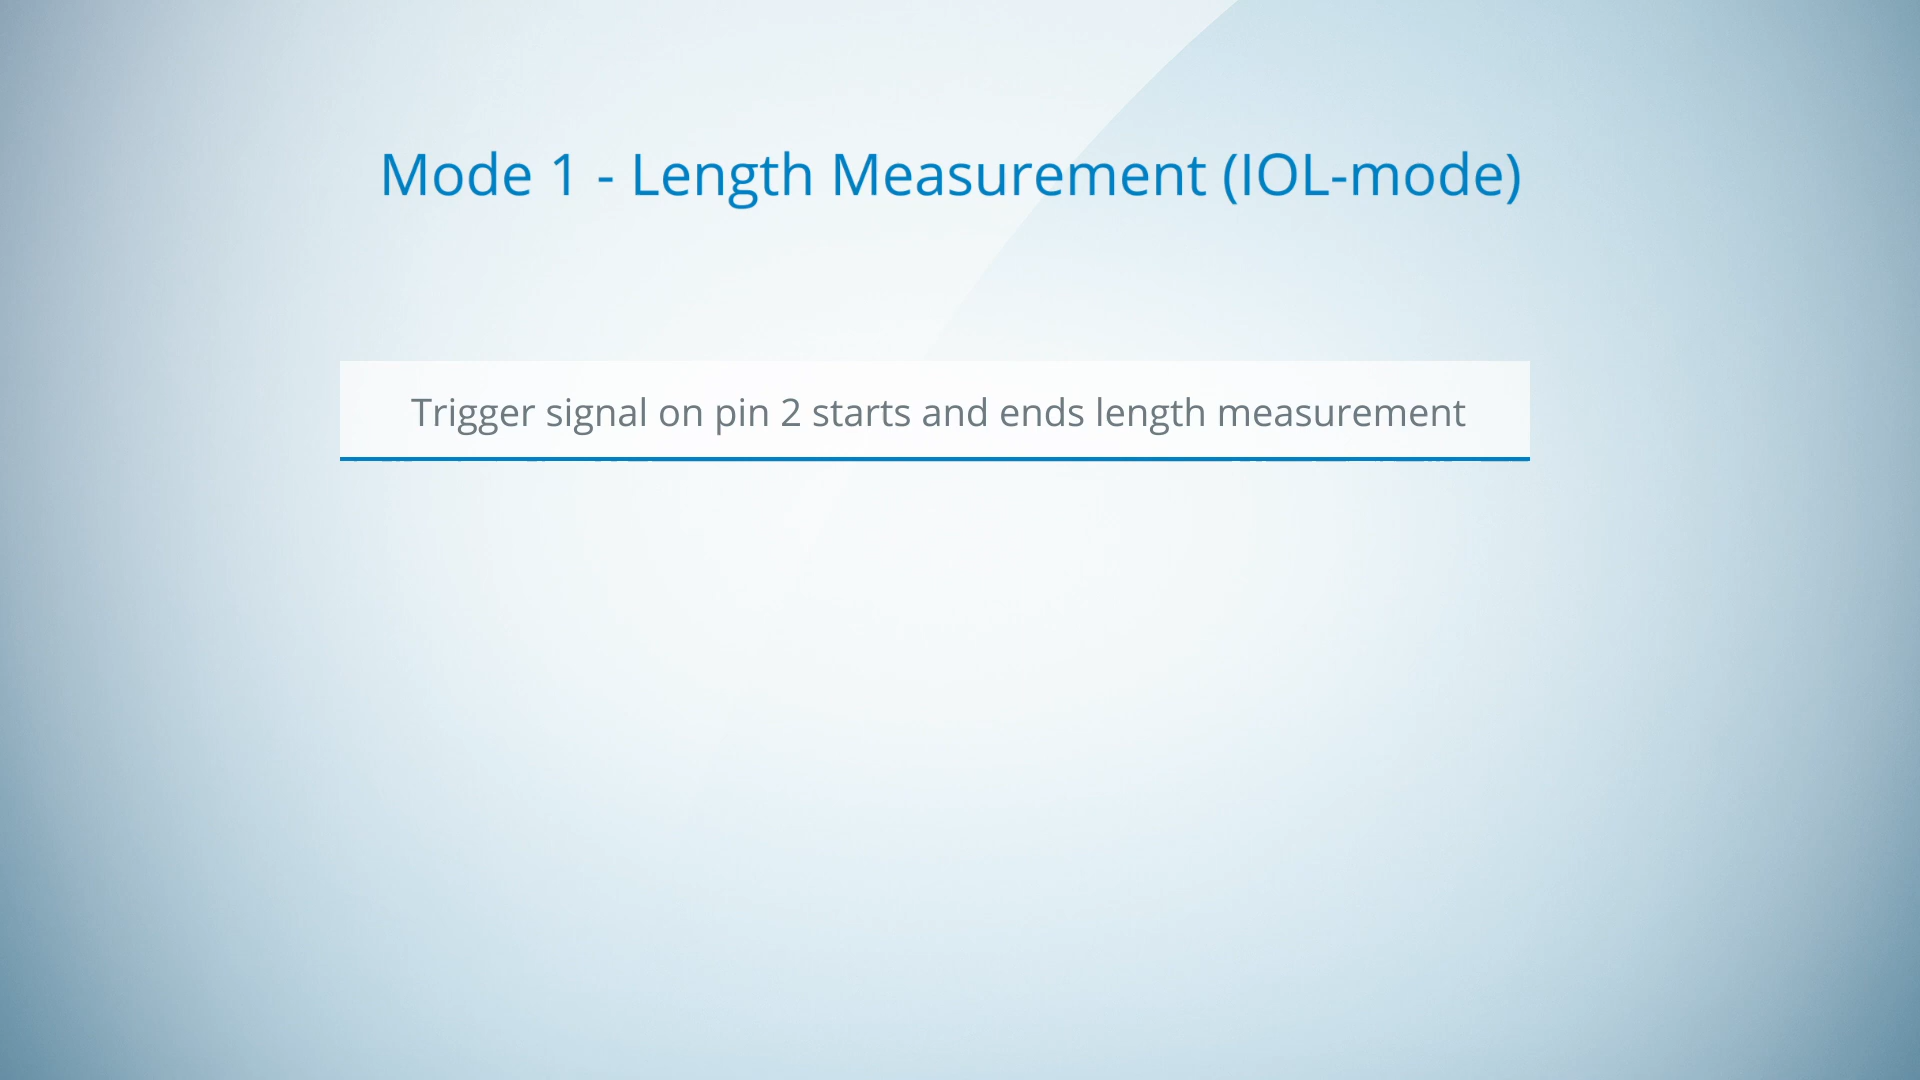 Mode 1 - Length Measurement (IOL-mode)
Trigger signal on pin 2 starts and ends length measurement